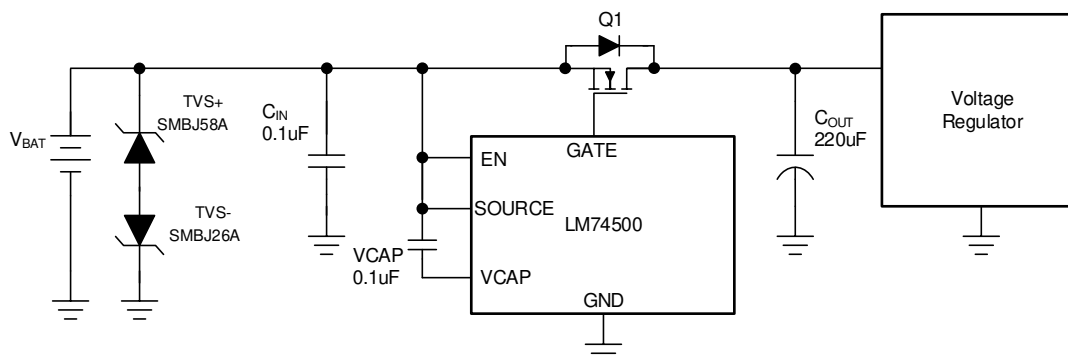 Q1
TVS+
SMBJ58A
VBAT
CIN
0.1uF
TVS-
SMBJ26A
GATE
EN
SOURCE
LM74500
VCAP
0.1uF
VCAP
GND
COUT
220uF
Voltage
Regulator